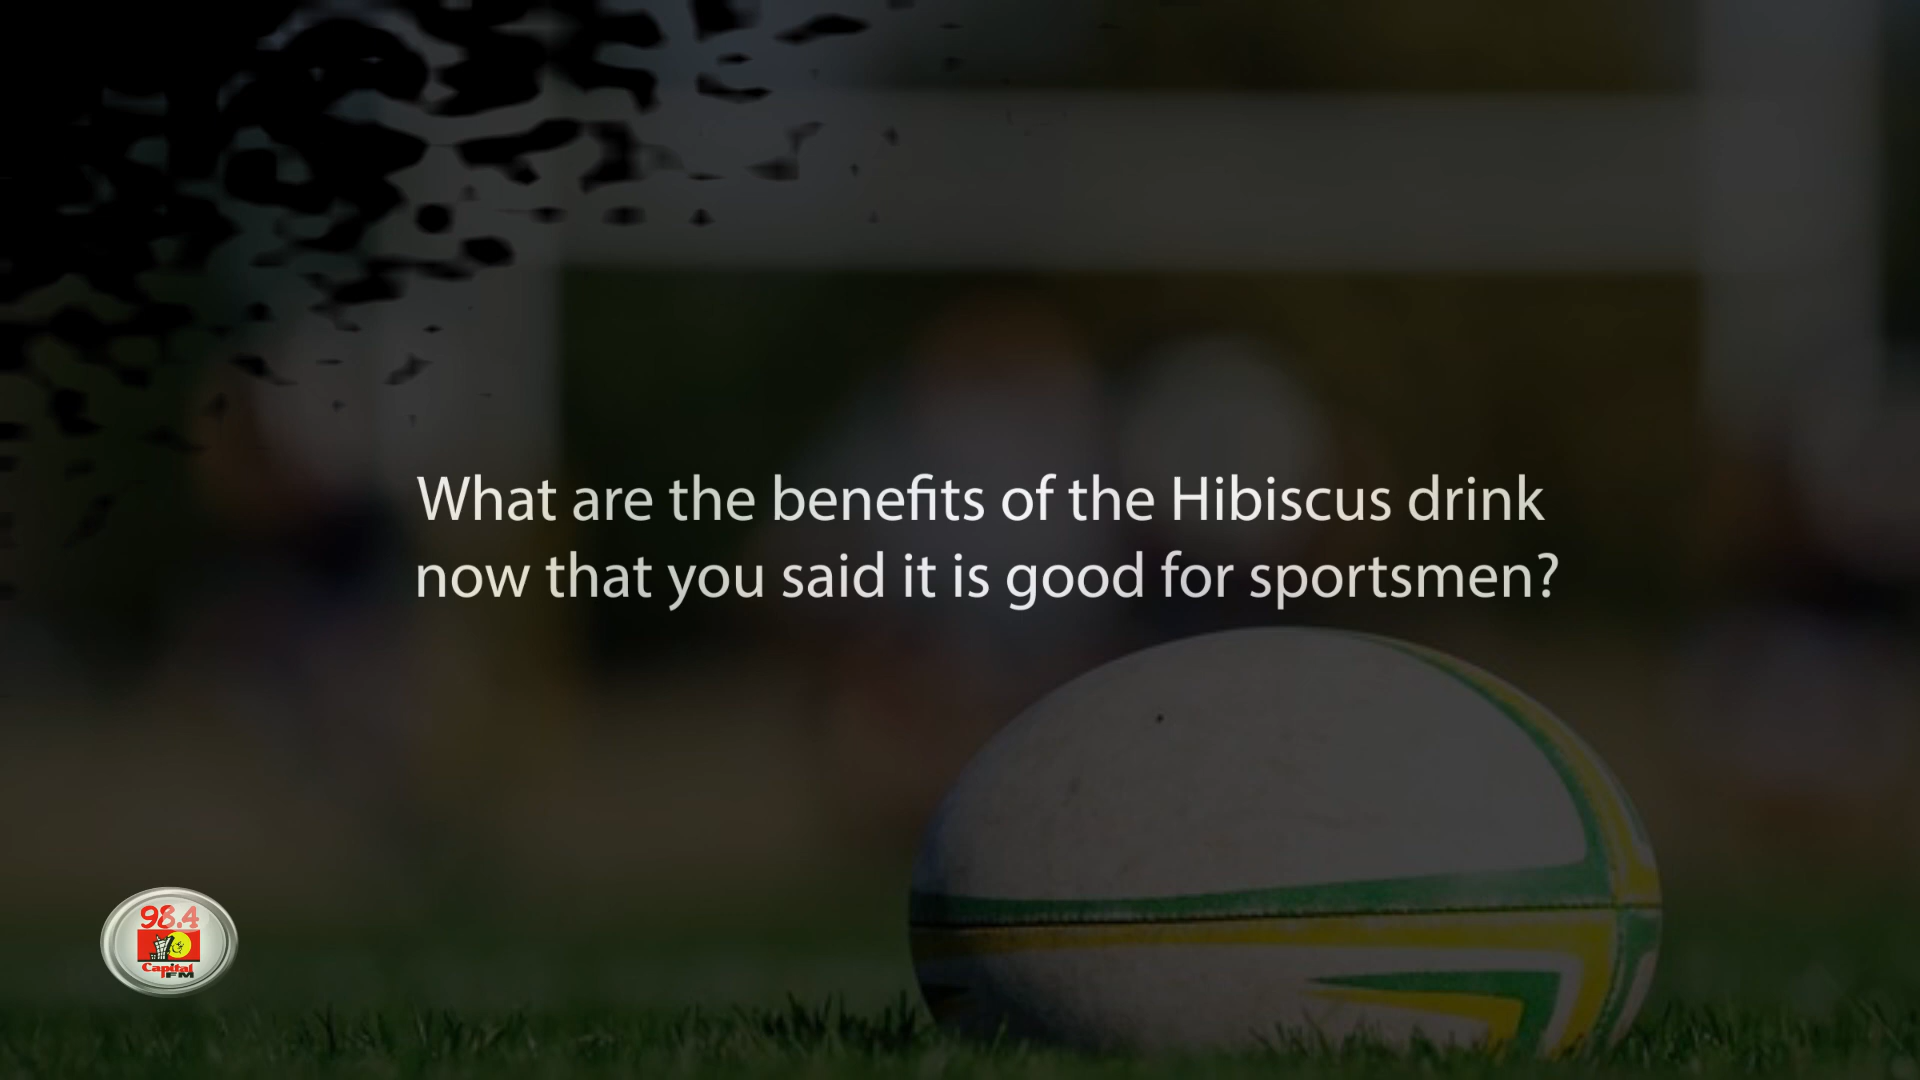 What are the benefits of the Hibiscus drink
now that you said it is good for sportsmen?
98.4
Capital
FM